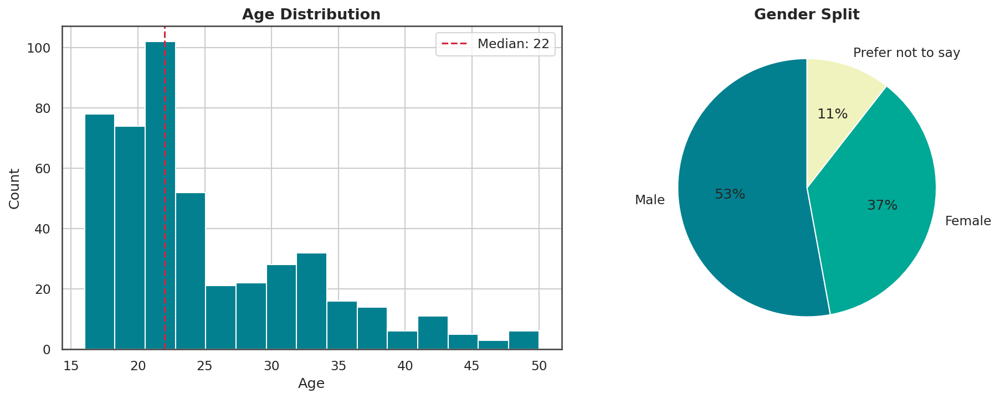 Age Distribution
Median: 22
Count
100
80
60
40
20
0
15 20 25 30 35 40 45 50
Age
Gender Split
Prefer not to say
11%
53%
Male
37%
Female